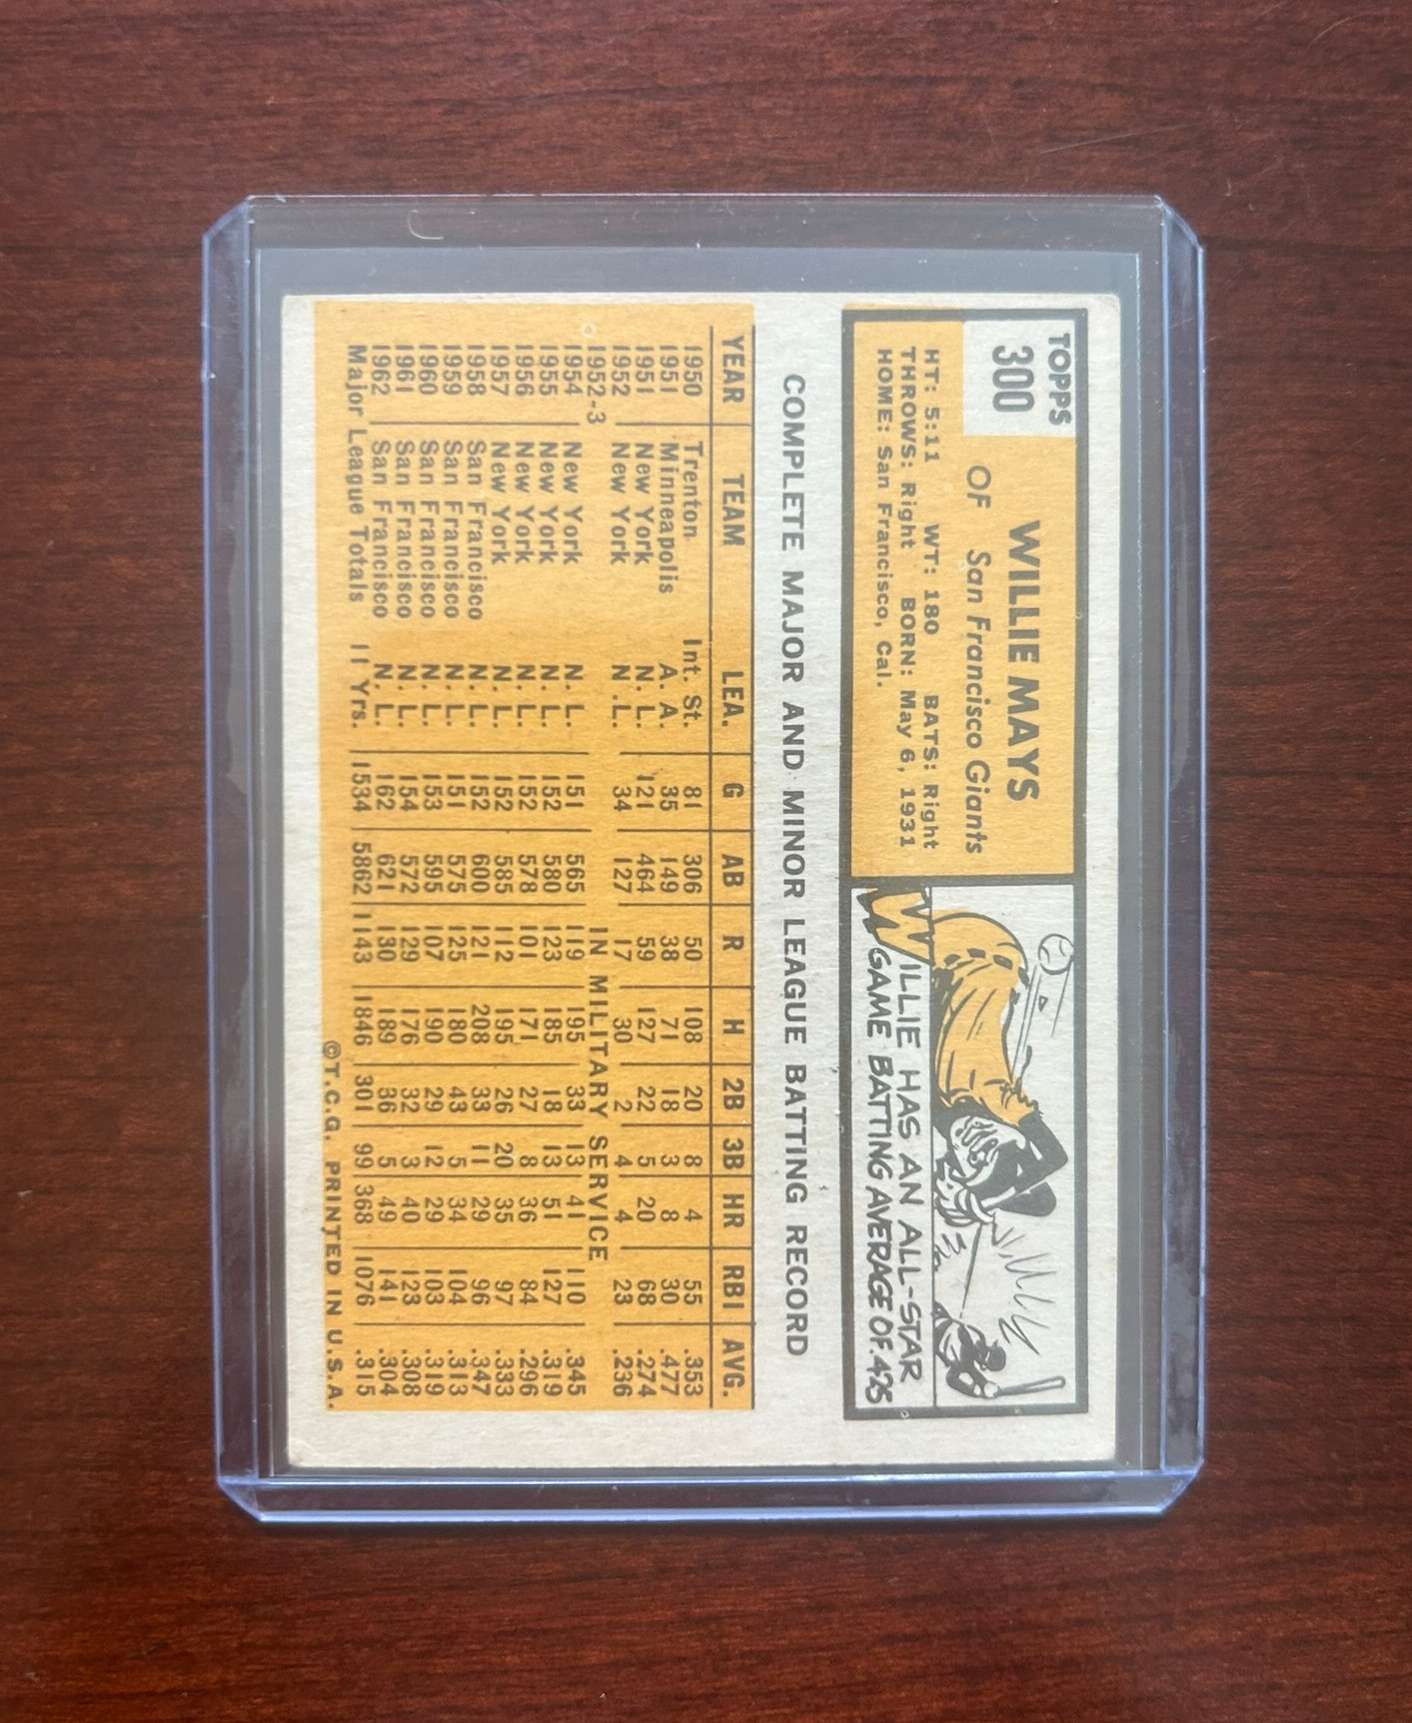 TOPPS
300
WILLIE MAYS
OF San Francisco Giants
HT: 5:11 WT: 180 BATS: Right
THROWS: Right BORN: May 6, 1931
HOME: San Francisco, Cal.
WILLIE HAS AN ALL-STAR
GAME BATTING AVERAGE OF .425
COMPLETE MAJOR AND MINOR LEAGUE BATTING RECORD
YEAR TEAM LEA. G AB R H 2B 3B HR RBI AVG.
1950 Trenton Int. St. 81 306 50 108 20 8 4 55 .353
1951 Minneapolis A. A. 35 149 38 71 18 3 8 30 .477
1951 New York N. L. 121 464 59 127 22 5 20 68 .274
1952 New York N. L. 34 127 17 30 2 4 4 23 .236
1952-3 IN MILITARY SERVICE
1954 New York N. L. 151 565 119 195 33 13 41 110 .345
1955 New York N. L. 152 580 123 185 18 13 51 127 .319
1956 New York N. L. 152 578 101 171 27 8 36 84 .296
1957 New York N. L. 152 585 112 195 26 20 35 97 .333
1958 San Francisco N. L. 152 600 121 208 33 11 29 96 .347
1959 San Francisco N. L. 151 575 125 180 43 5 34 104 .313
1960 San Francisco N. L. 153 595 107 190 29 12 29 103 .319
1961 San Francisco N. L. 154 572 129 176 32 3 40 123 .308
1962 San Francisco N. L. 162 621 130 189 36 5 49 141 .304
Major League Totals 11 Yrs. 1534 5862 1143 1846 301 99 368 1076 .315
©T.C.G. PRINTED IN U.S.A.